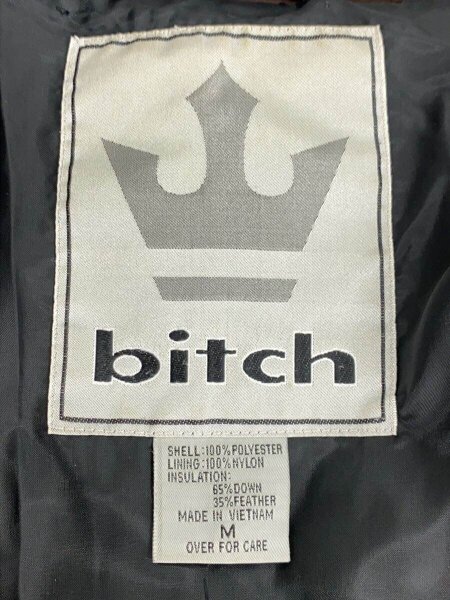 bitch
SHELL:100%POLYESTER
LINING:100%NYLON
INSULATION:
65%DOWN
35%FEATHER
MADE IN VIETNAM
M
OVER FOR CARE